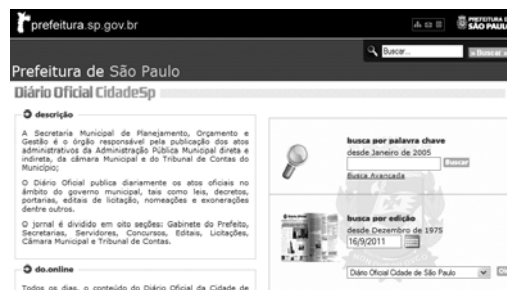 prefeitura.sp.gov.br
PREFEITURA
SÃO PAUL
Buscar...
» Buscar »
Prefeitura de São Paulo
Diário Oficial CidadeSp
descrição
A Secretaria Municipal de Planejamento, Orçamento e
Gestão é o órgão responsável pela publicação dos atos
administrativos da Administração Pública Municipal direta e
indireta, da câmara Municipal e do Tribunal de Contas do
Município;
O Diário Oficial publica diariamente os atos oficiais no
âmbito do governo municipal, tais como leis, decretos,
portarias, editais de licitação, nomeações e exonerações
dentre outros.
O jornal é dividido em oito seções: Gabinete do Prefeito,
Secretarias, Servidores, Concursos, Editais, Licitações,
Câmara Municipal e Tribunal de Contas.
do.online
Todos os dias, o conteúdo do Diário Oficial da Cidade de
busca por palavra chave
desde Janeiro de 2005
Buscar
Busca Avançada
busca por edição
desde Dezembro de 1975
16/9/2011
Diário Oficial Cidade de São Paulo